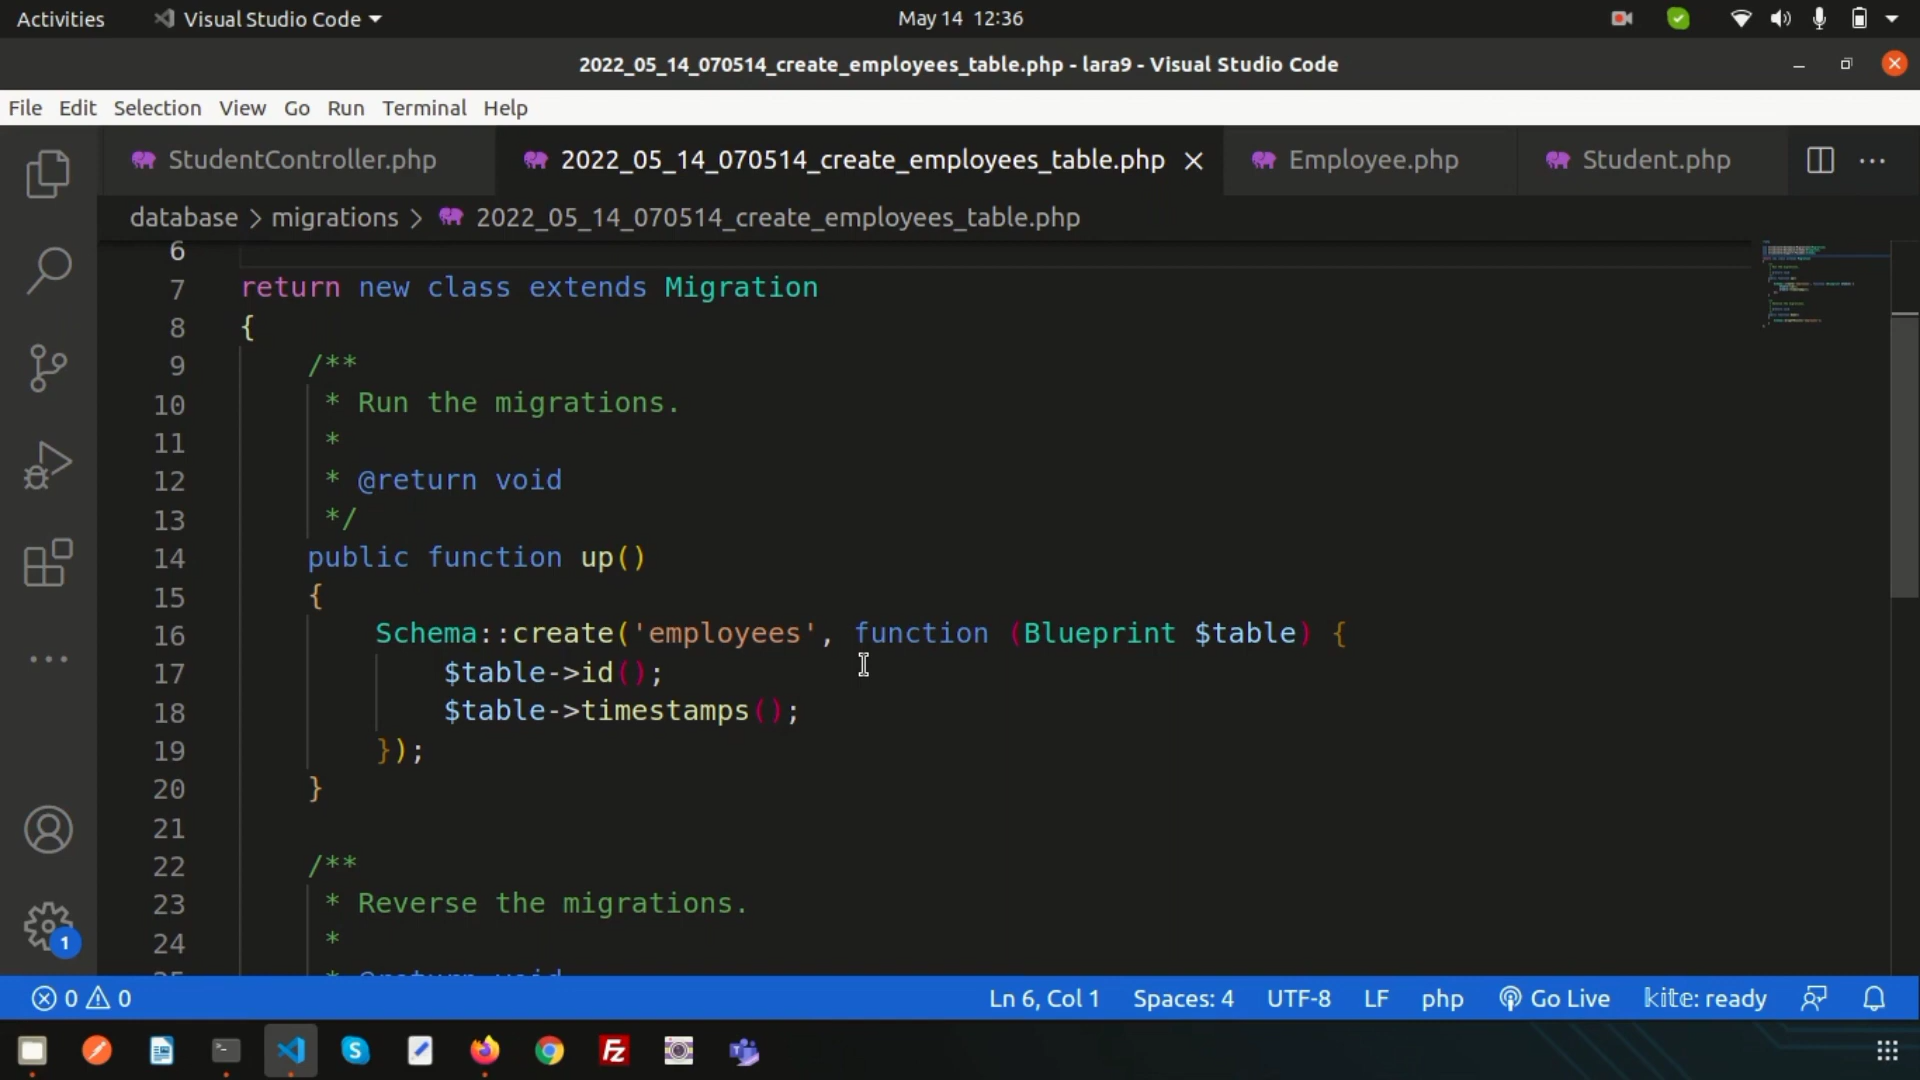 Activities
Visual Studio Code
May 14 12:36
2022_05_14_070514_create_employees_table.php - lara9 - Visual Studio Code
File Edit Selection View Go Run Terminal Help
StudentController.php
2022_05_14_070514_create_employees_table.php
Employee.php
Student.php
database > migrations > 2022_05_14_070514_create_employees_table.php
6
7 return new class extends Migration
8 {
9 /**
10 * Run the migrations.
11 *
12 * @return void
13 */
14 public function up()
15 {
16 Schema::create('employees', function (Blueprint $table) {
17 $table->id();
18 $table->timestamps();
19 });
20 }
21
22 /**
23 * Reverse the migrations.
24 *
25 * @return void
1
0 0
Ln 6, Col 1 Spaces: 4 UTF-8 LF php Go Live kite: ready